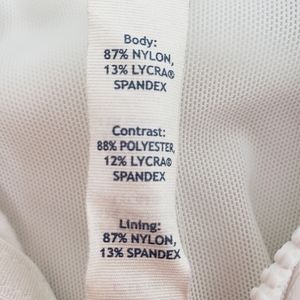 Body:
87% NYLON,
13% LYCRA®
SPANDEX
Contrast:
88% POLYESTER,
12% LYCRA®
SPANDEX
Lining:
87% NYLON,
13% SPANDEX